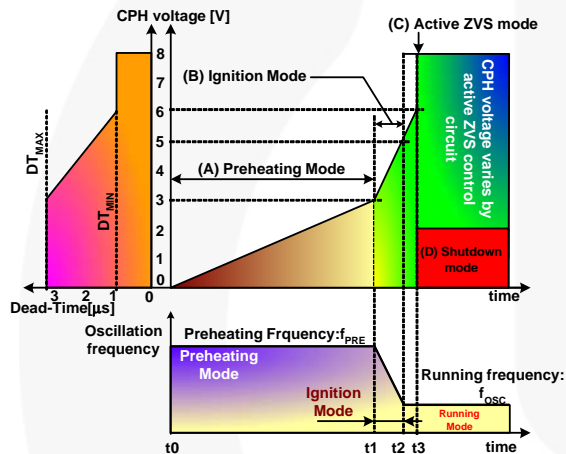 CPH voltage [V]
(C) Active ZVS mode
8
7
(B) Ignition Mode
6
5
(A) Preheating Mode
4
3
2
1
0
DT_MAX
DT_MIN
CPH voltage varies by
active ZVS control
circuit
(D) Shutdown
mode
3 2 1 0
Dead-Time[µs]
time
Oscillation
frequency
Preheating Frquency:f_PRE
Preheating
Mode
Running frequency:
f_OSC
Ignition
Mode
Running
Mode
t0 t1 t2 t3 time